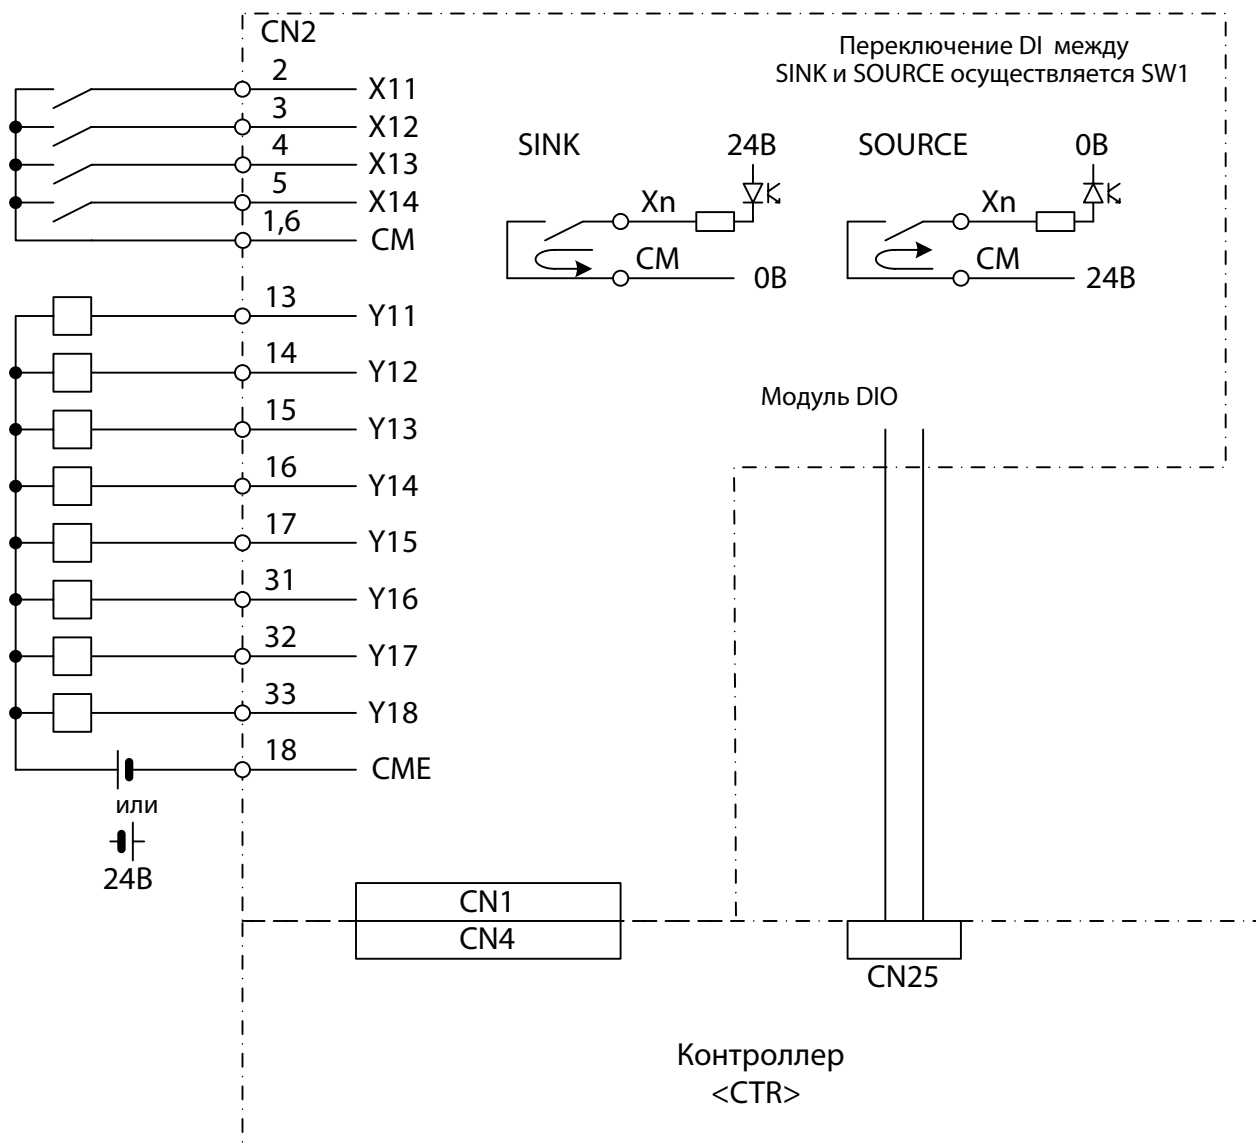 CN2
Переключение DI между
SINK и SOURCE осуществляется SW1
2
X11
3
X12
4
X13
5
X14
1,6
CM
SINK
24В
Xn
CM
0В
SOURCE
0В
Xn
CM
24В
13
Y11
14
Y12
15
Y13
16
Y14
17
Y15
31
Y16
32
Y17
33
Y18
18
CME
или
24В
Модуль DIO
CN1
CN4
CN25
Контроллер
<CTR>